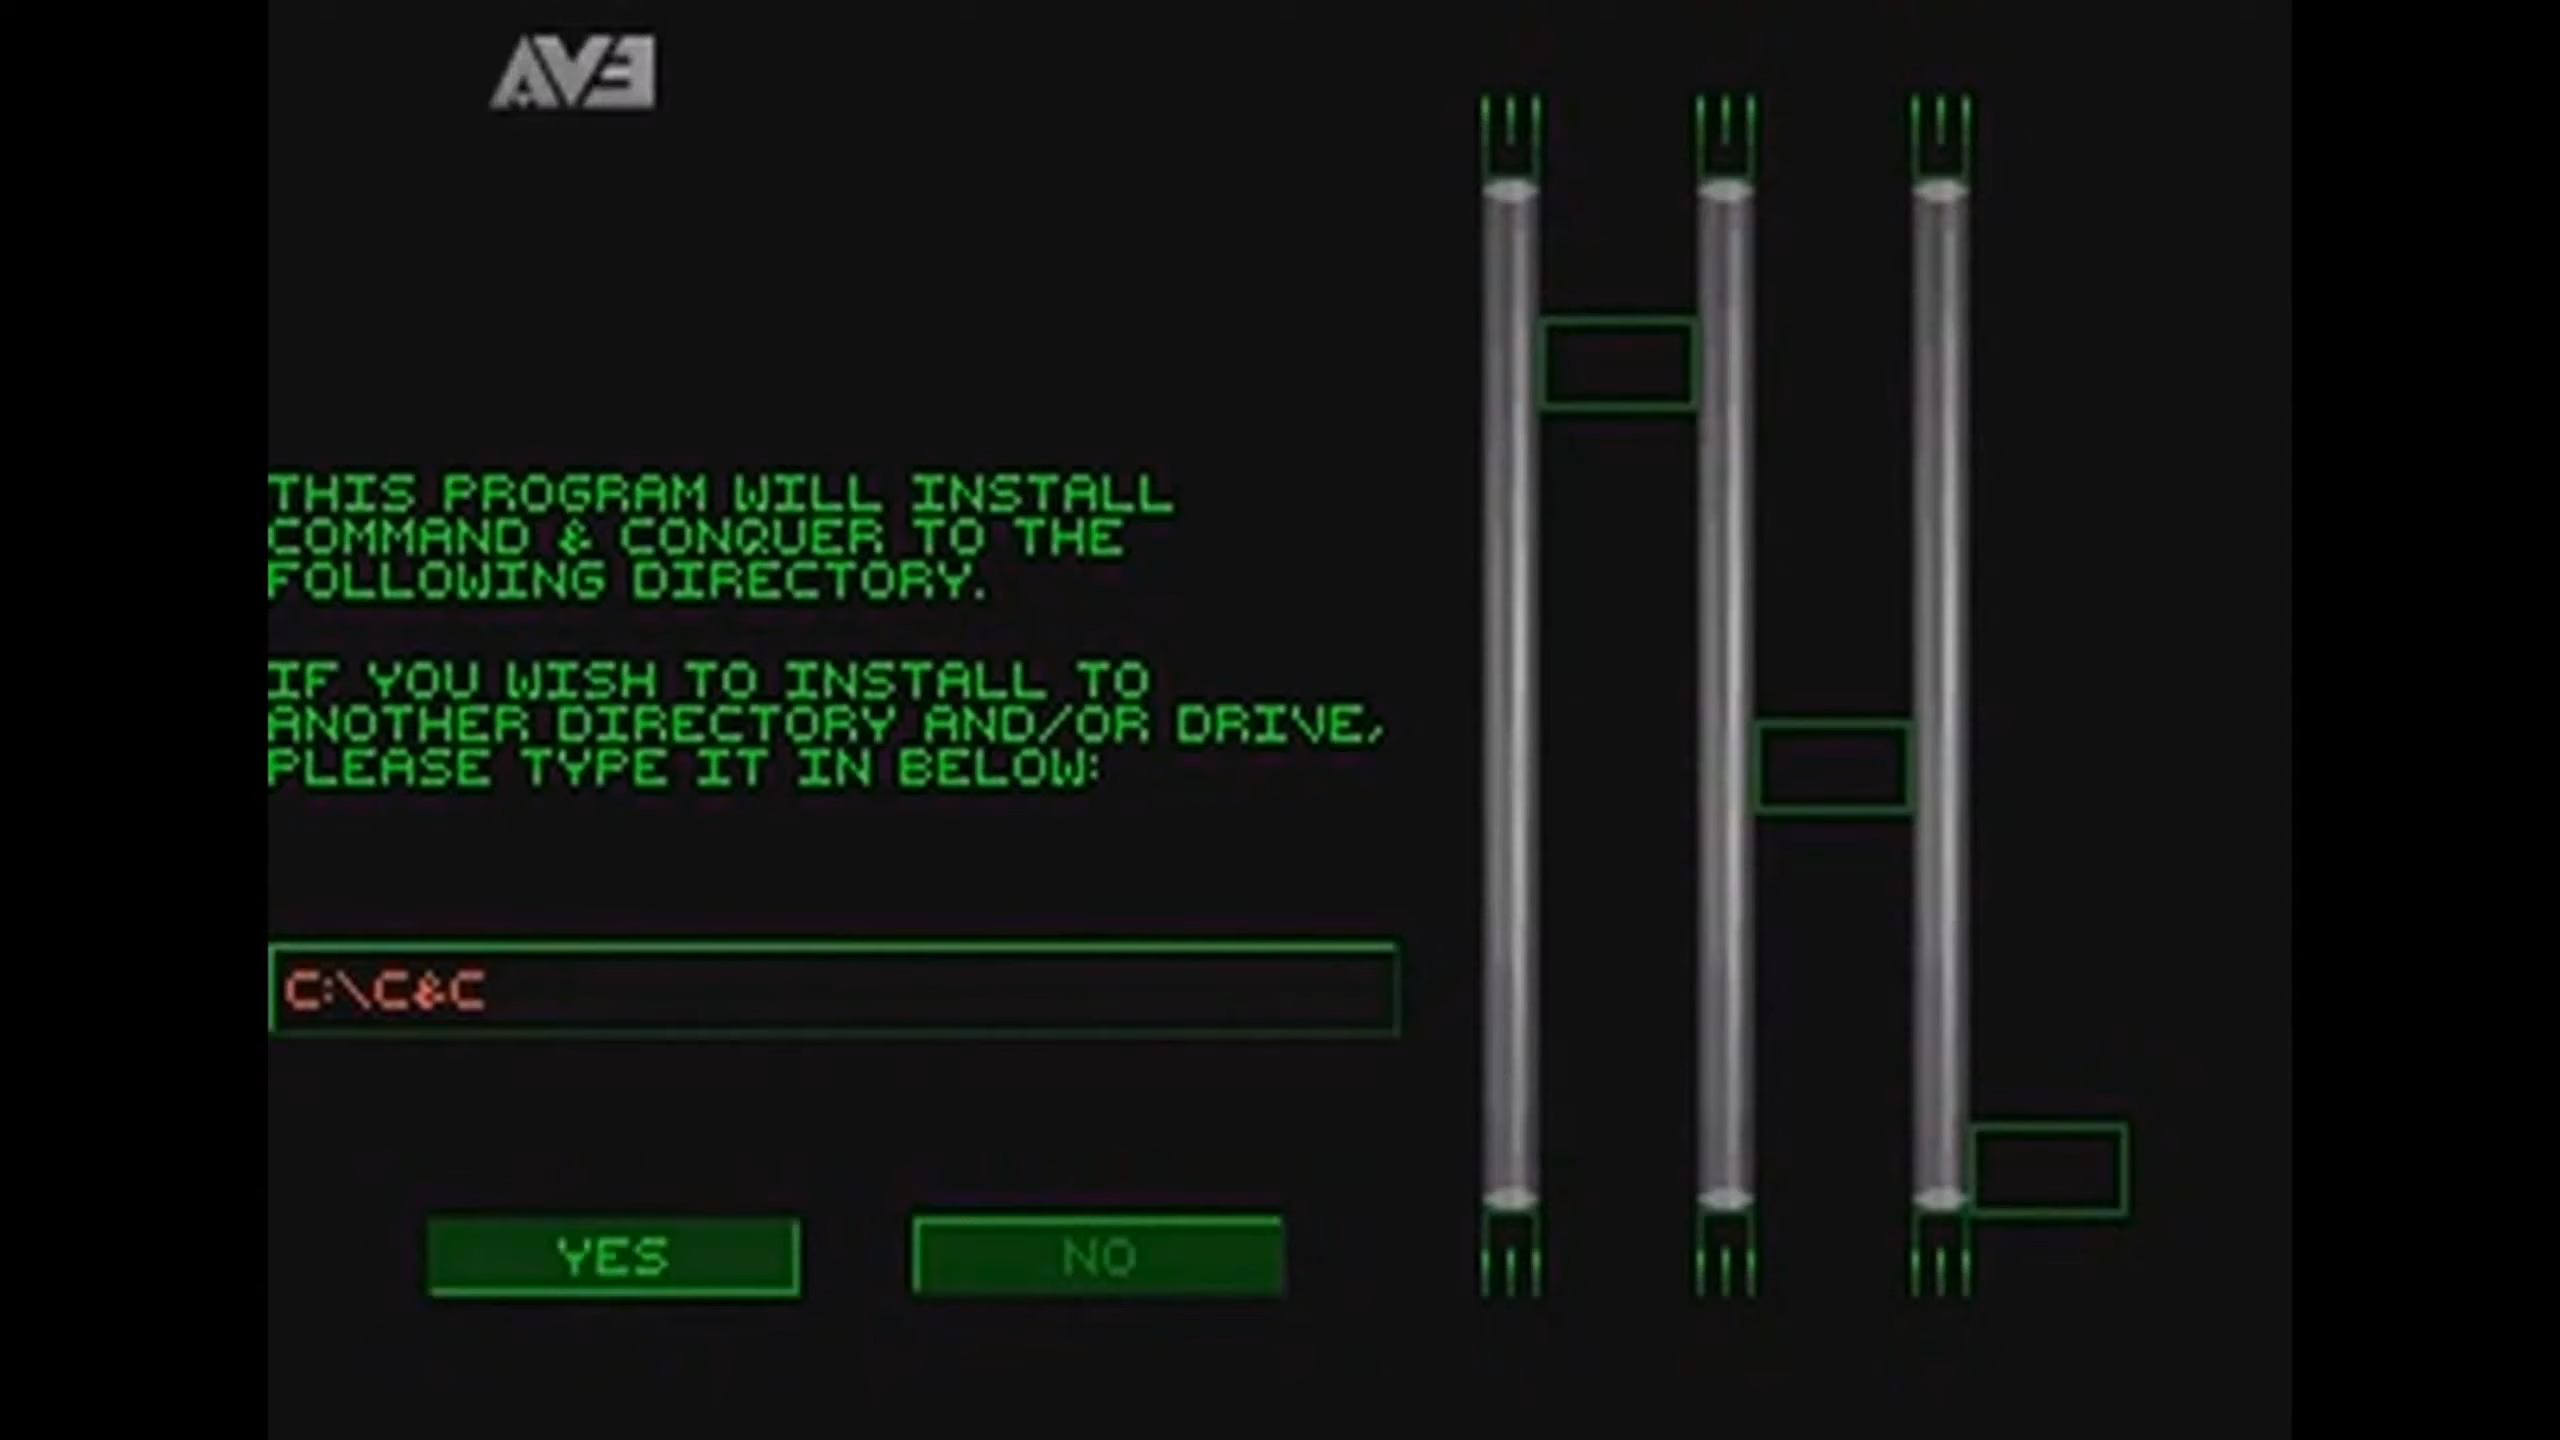 AVE
THIS PROGRAM WILL INSTALL
COMMAND & CONQUER TO THE
FOLLOWING DIRECTORY.
IF YOU WISH TO INSTALL TO
ANOTHER DIRECTORY AND/OR DRIVE,
PLEASE TYPE IT IN BELOW:
C:\C&C
YES
NO